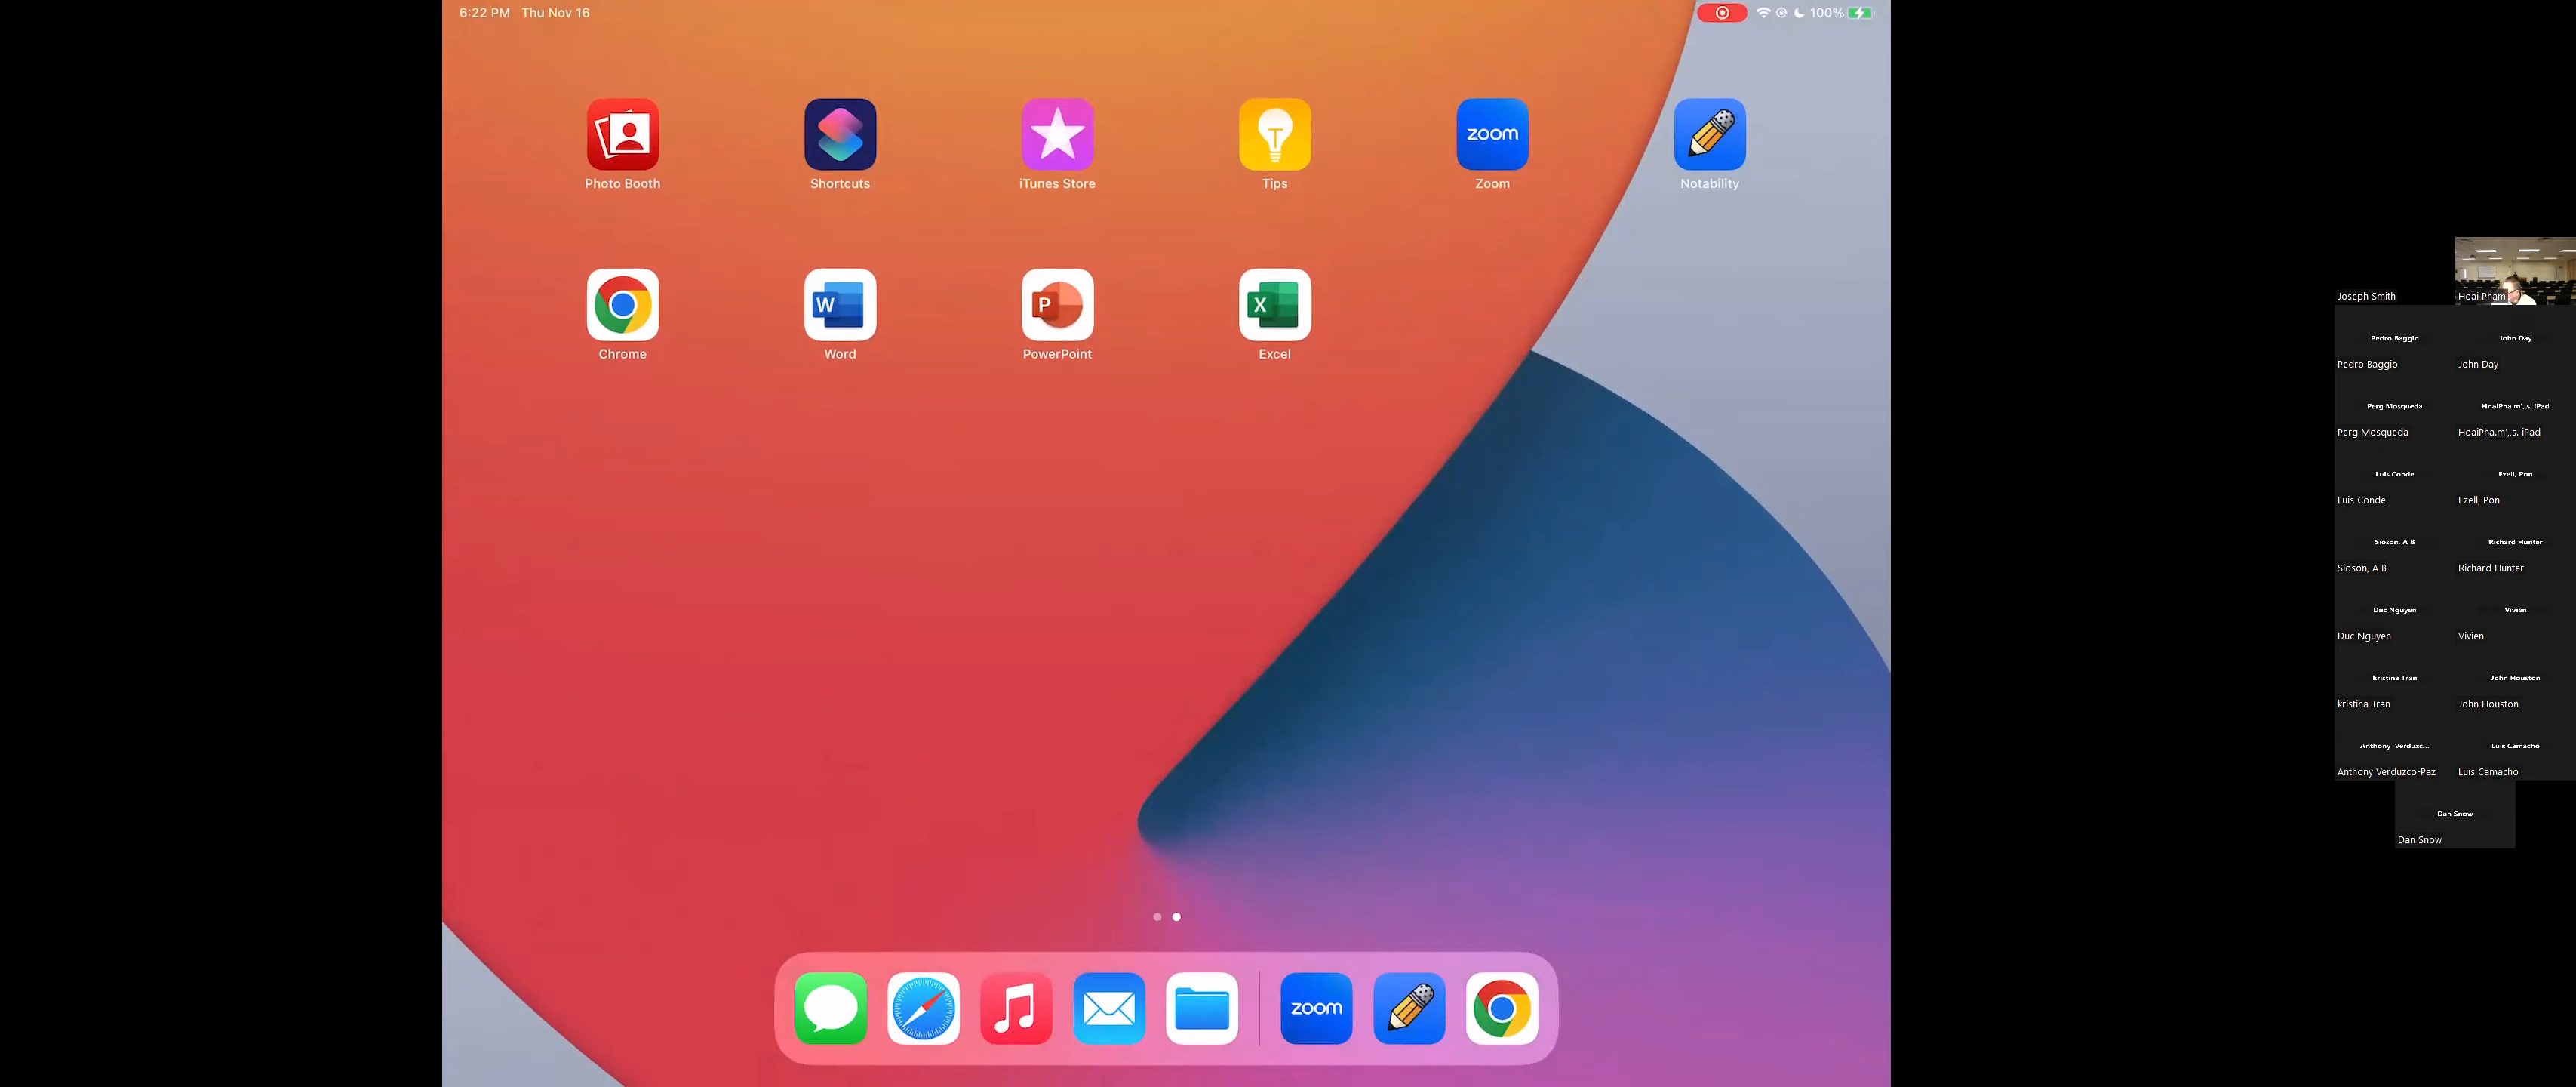 6:22 PM Thu Nov 16
100%
Photo Booth
Shortcuts
iTunes Store
T
Tips
zoom
Zoom
Notability
Chrome
W
Word
P
PowerPoint
X
Excel
zoom
Joseph Smith
Hoai Pham
Pedro Baggio
Pedro Baggio
John Day
John Day
Perg Mosqueda
Perg Mosqueda
HoaiPha.m',,s. iPad
HoaiPha.m',,s. iPad
Luis Conde
Luis Conde
Ezell, Pon
Ezell, Pon
Sioson, A B
Sioson, A B
Richard Hunter
Richard Hunter
Duc Nguyen
Duc Nguyen
Vivien
Vivien
kristina Tran
kristina Tran
John Houston
John Houston
Anthony Verduzc...
Anthony Verduzco-Paz
Luis Camacho
Luis Camacho
Dan Snow
Dan Snow